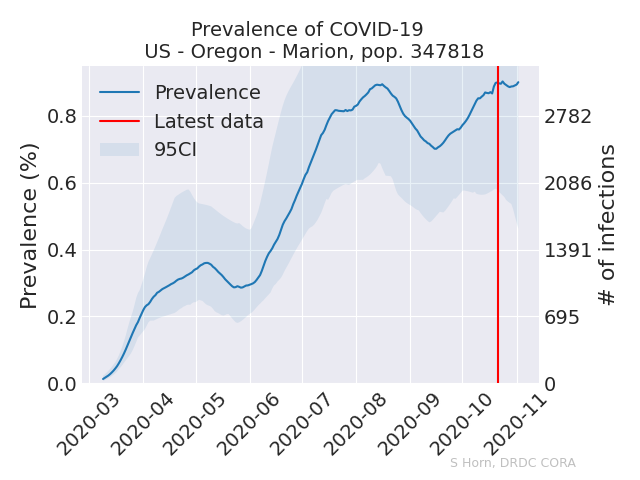 Prevalence of COVID-19
US - Oregon - Marion, pop. 347818
Prevalence
Latest data
95CI
Prevalence (%)
0.8
0.6
0.4
0.2
0.0
2782
2086
1391
695
0
# of infections
2020-03
2020-04
2020-05
2020-06
2020-07
2020-08
2020-09
2020-10
2020-11
S Horn, DRDC CORA